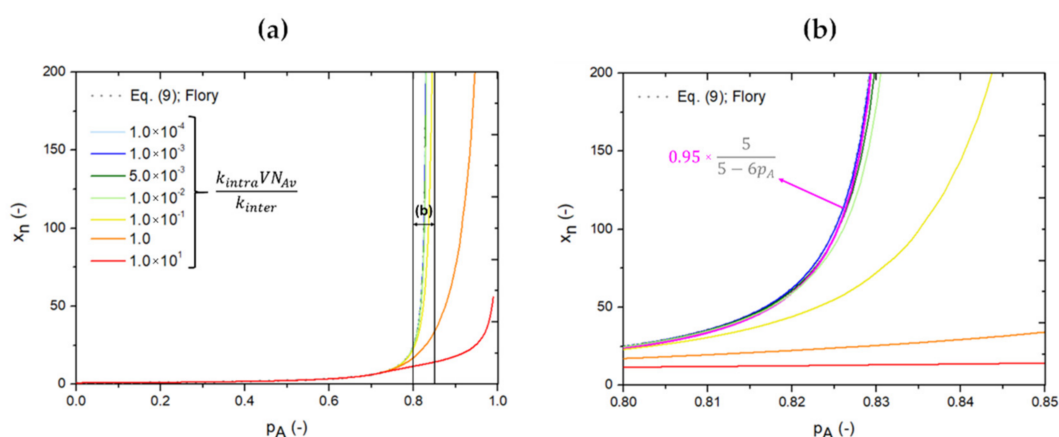 (a)
200
150
100
50
0
xn (-)
Eq. (9); Flory
1.0×10⁻⁴
1.0×10⁻³
5.0×10⁻³
1.0×10⁻²
1.0×10⁻¹
1.0
1.0×10¹
k_intra V N_Av
k_inter
(b)
0.0 0.2 0.4 0.6 0.8 1.0
pA (-)
(b)
200
150
100
50
0
xn (-)
Eq. (9); Flory
0.95 × 5
5 − 6pA
0.80 0.81 0.82 0.83 0.84 0.85
pA (-)